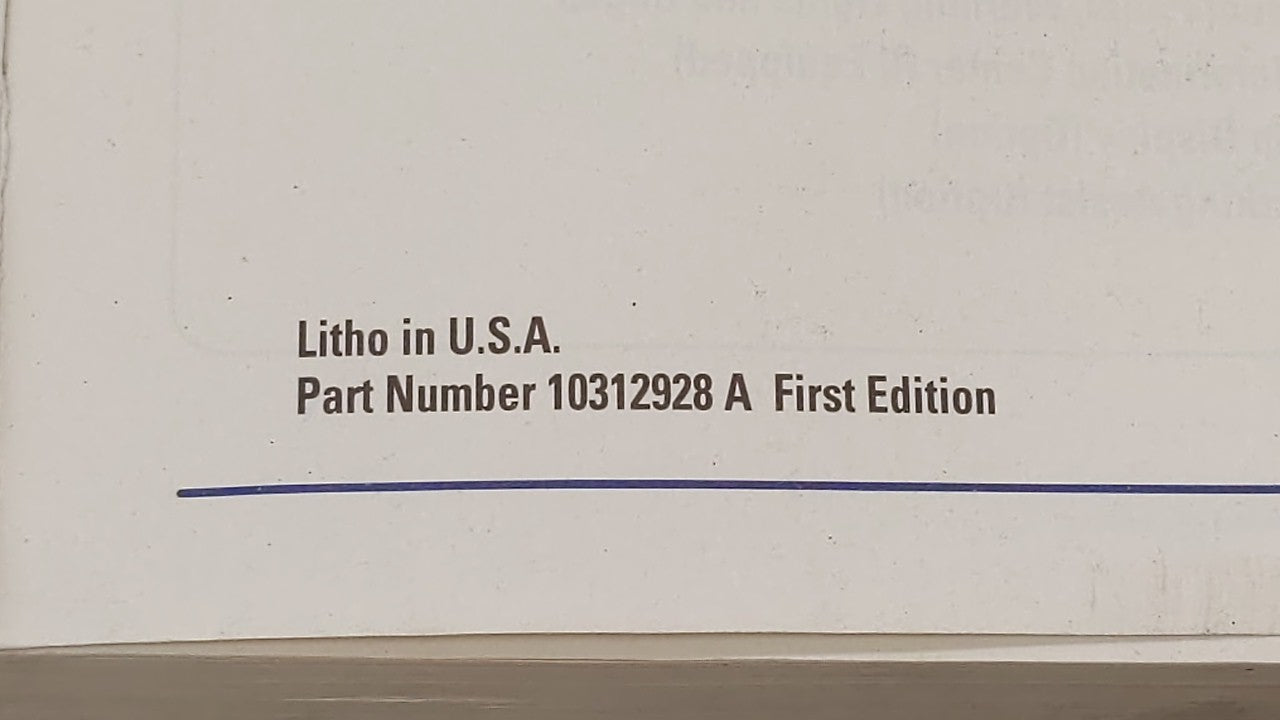 Litho in U.S.A.
Part Number 10312928 A First Edition